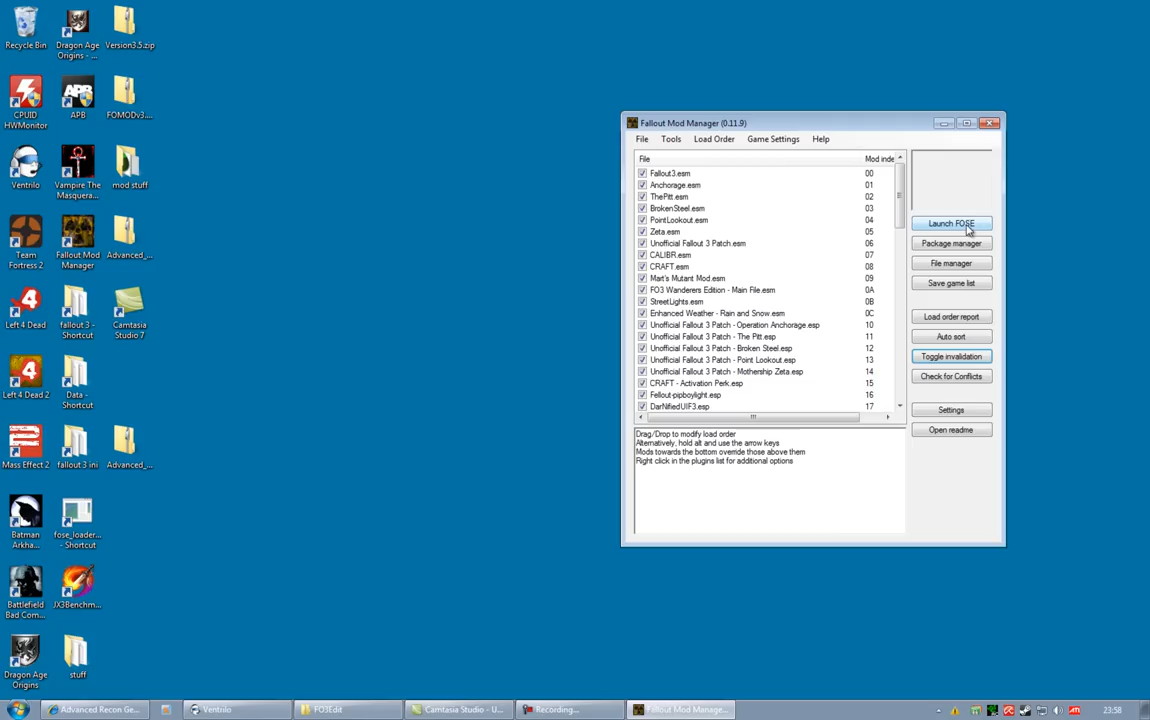 Recycle Bin
Dragon Age
Origins - ...
Version3.5.zip
CPUID
HWMonitor
APB
FOMODv3....
Ventrilo
Vampire The
Masquera...
mod stuff
Team
Fortress 2
Fallout Mod
Manager
Advanced_...
Left 4 Dead
fallout 3 -
Shortcut
Camtasia
Studio 7
Left 4 Dead 2
Data -
Shortcut
Mass Effect 2
fallout 3 ini
Advanced_...
Batman
Arkha...
fose_loader...
- Shortcut
Battlefield
Bad Com...
JX3Benchm...
Dragon Age
Origins
stuff
Fallout Mod Manager (0.11.9)
File Tools Load Order Game Settings Help
File Mod inde
Fallout3.esm 00
Anchorage.esm 01
ThePitt.esm 02
BrokenSteel.esm 03
PointLookout.esm 04
Zeta.esm 05
Unofficial Fallout 3 Patch.esm 06
CALIBR.esm 07
CRAFT.esm 08
Mart's Mutant Mod.esm 09
FO3 Wanderers Edition - Main File.esm 0A
StreetLights.esm 0B
Enhanced Weather - Rain and Snow.esm 0C
Unofficial Fallout 3 Patch - Operation Anchorage.esp 10
Unofficial Fallout 3 Patch - The Pitt.esp 11
Unofficial Fallout 3 Patch - Broken Steel.esp 12
Unofficial Fallout 3 Patch - Point Lookout.esp 13
Unofficial Fallout 3 Patch - Mothership Zeta.esp 14
CRAFT - Activation Perk.esp 15
Fellout-pipboylight.esp 16
DarNifiedUIF3.esp 17
Launch FOSE
Package manager
File manager
Save game list
Load order report
Auto sort
Toggle invalidation
Check for Conflicts
Settings
Open readme
Drag/Drop to modify load order
Alternatively, hold alt and use the arrow keys
Mods towards the bottom override those above them
Right click in the plugins list for additional options
Advanced Recon Ge...
Ventrilo
FO3Edit
Camtasia Studio - U...
Recording...
Fallout Mod Manage...
23:58